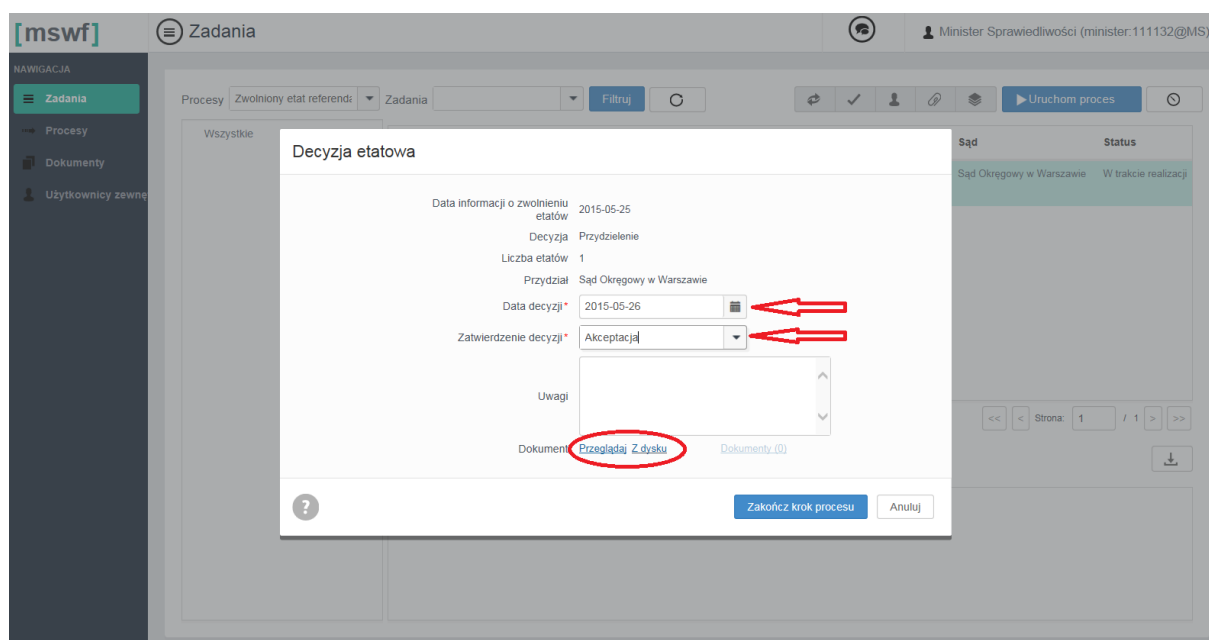 [mswf]
Zadania
Minister Sprawiedliwości (minister:111132@MS)
NAWIGACJA
Zadania
Procesy
Dokumenty
Użytkownicy zewnę
Procesy Zwolniony etat referenda Zadania Filtruj Uruchom proces
Wszystkie
Sąd Status
Sąd Okręgowy w Warszawie W trakcie realizacji
Decyzja etatowa
Data informacji o zwolnieniu
etatów 2015-05-25
Decyzja Przydzielenie
Liczba etatów 1
Przydział Sąd Okręgowy w Warszawie
Data decyzji* 2015-05-26
Zatwierdzenie decyzji* Akceptacja
Uwagi
Dokument Przeglądaj Z dysku Dokumenty (0)
<< < Strona: 1 / 1 > >>
? Zakończ krok procesu Anuluj